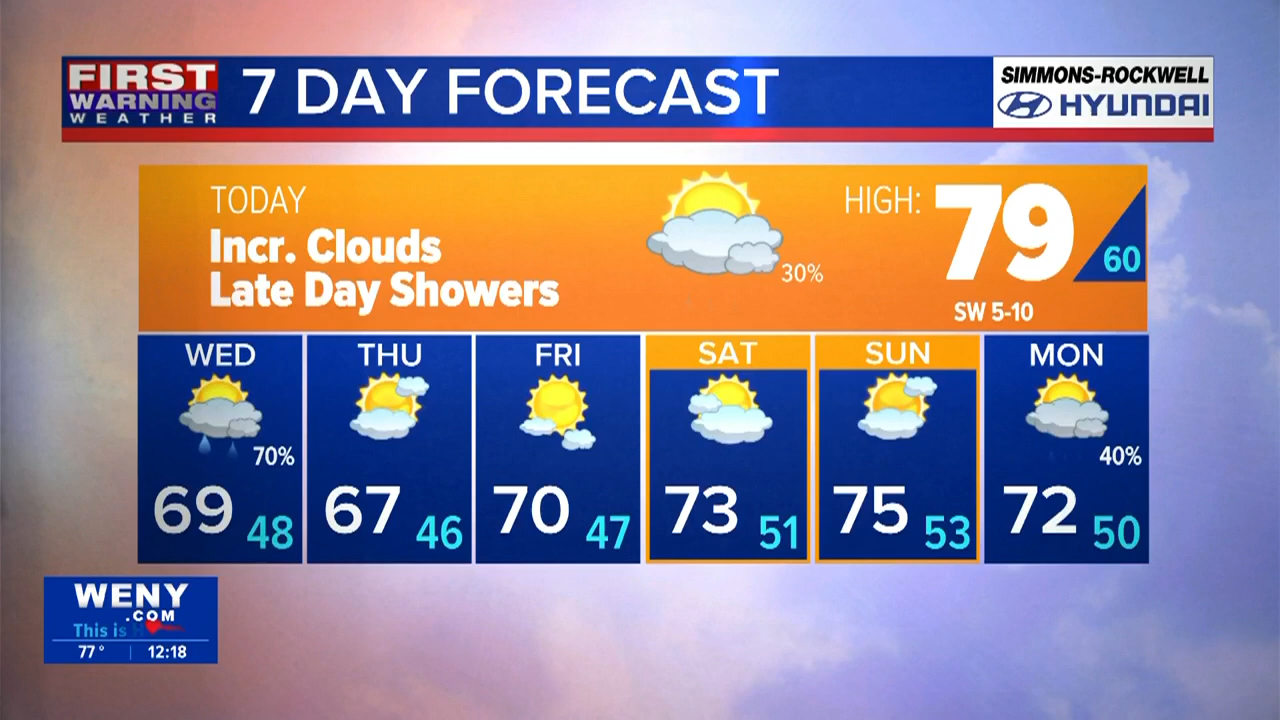 FIRST
WARNING
WEATHER
7 DAY FORECAST
SIMMONS-ROCKWELL
HYUNDAI
TODAY
Incr. Clouds
Late Day Showers
30%
HIGH: 79
60
SW 5-10
WED THU FRI SAT SUN MON
70% 40%
69 48 67 46 70 47 73 51 75 53 72 50
WENY
.COM
This is
77° 12:18